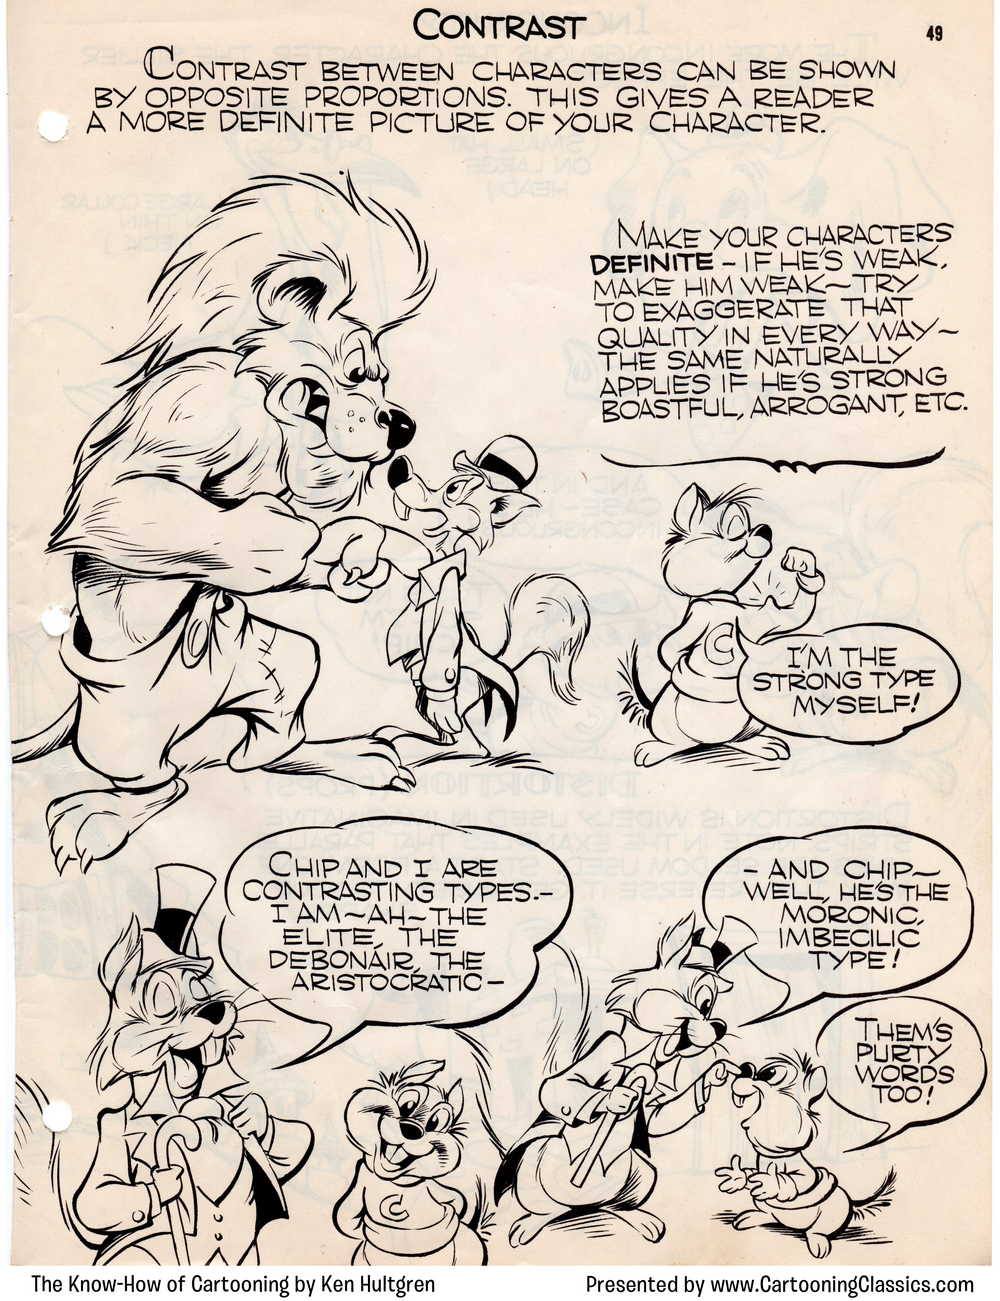 CONTRAST
49
CONTRAST BETWEEN CHARACTERS CAN BE SHOWN
BY OPPOSITE PROPORTIONS. THIS GIVES A READER
A MORE DEFINITE PICTURE OF YOUR CHARACTER.
MAKE YOUR CHARACTERS
DEFINITE - IF HE'S WEAK,
MAKE HIM WEAK~ TRY
TO EXAGGERATE THAT
QUALITY IN EVERY WAY~
THE SAME NATURALLY
APPLIES IF HE'S STRONG
BOASTFUL, ARROGANT, ETC.
I'M THE
STRONG TYPE
MYSELF!
C
CHIP AND I ARE
CONTRASTING TYPES.-
I AM~AH~THE
ELITE, THE
DEBONAIR, THE
ARISTOCRATIC-
- AND CHIP~
WELL, HE'S THE
MORONIC,
IMBECILIC
TYPE!
THEM'S
PURTY
WORDS
TOO!
C
The Know-How of Cartooning by Ken Hultgren
Presented by www.CartooningClassics.com